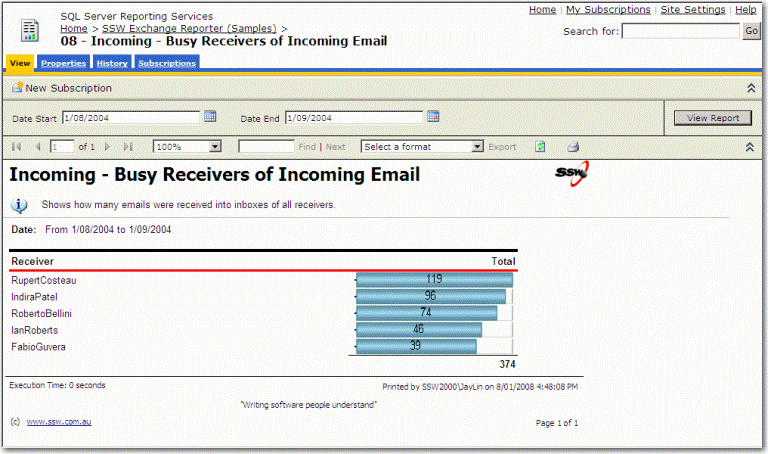 SQL Server Reporting Services
Home | My Subscriptions | Site Settings | Help
Home > SSW Exchange Reporter (Samples) >
08 - Incoming - Busy Receivers of Incoming Email
Search for: Go
View Properties History Subscriptions
New Subscription
Date Start 1/08/2004 Date End 1/09/2004 View Report
1 of 1 100% Find | Next Select a format Export
Incoming - Busy Receivers of Incoming Email
SSW
Shows how many emails were received into inboxes of all receivers.
Date: From 1/08/2004 to 1/09/2004
Receiver Total
RupertCosteau 119
IndiraPatel 96
RobertoBellini 74
IanRoberts 46
FabioGuvera 39
374
Execution Time: 0 seconds Printed by SSW2000\JayLin on 8/01/2008 4:48:08 PM
"Writing software people understand"
(c) www.ssw.com.au Page 1 of 1